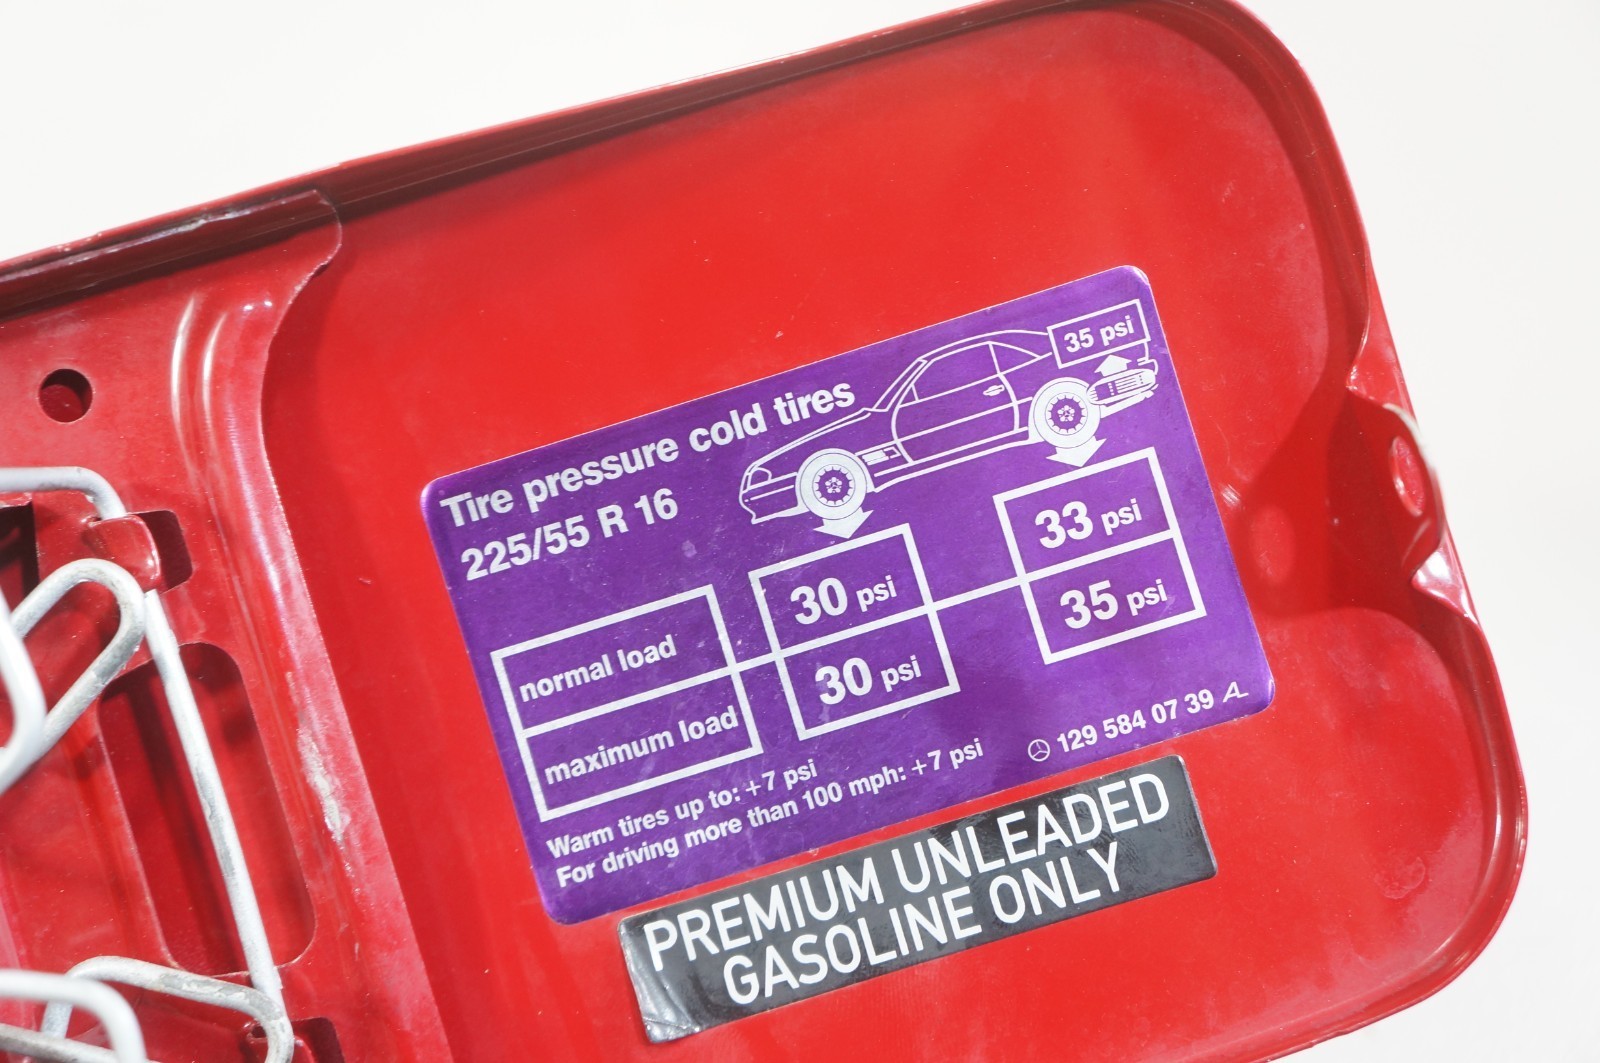 Tire pressure cold tires
225/55 R 16
35 psi
normal load 30 psi 33 psi
maximum load 30 psi 35 psi
Warm tires up to: +7 psi
For driving more than 100 mph: +7 psi
129 584 07 39 AL
PREMIUM UNLEADED
GASOLINE ONLY